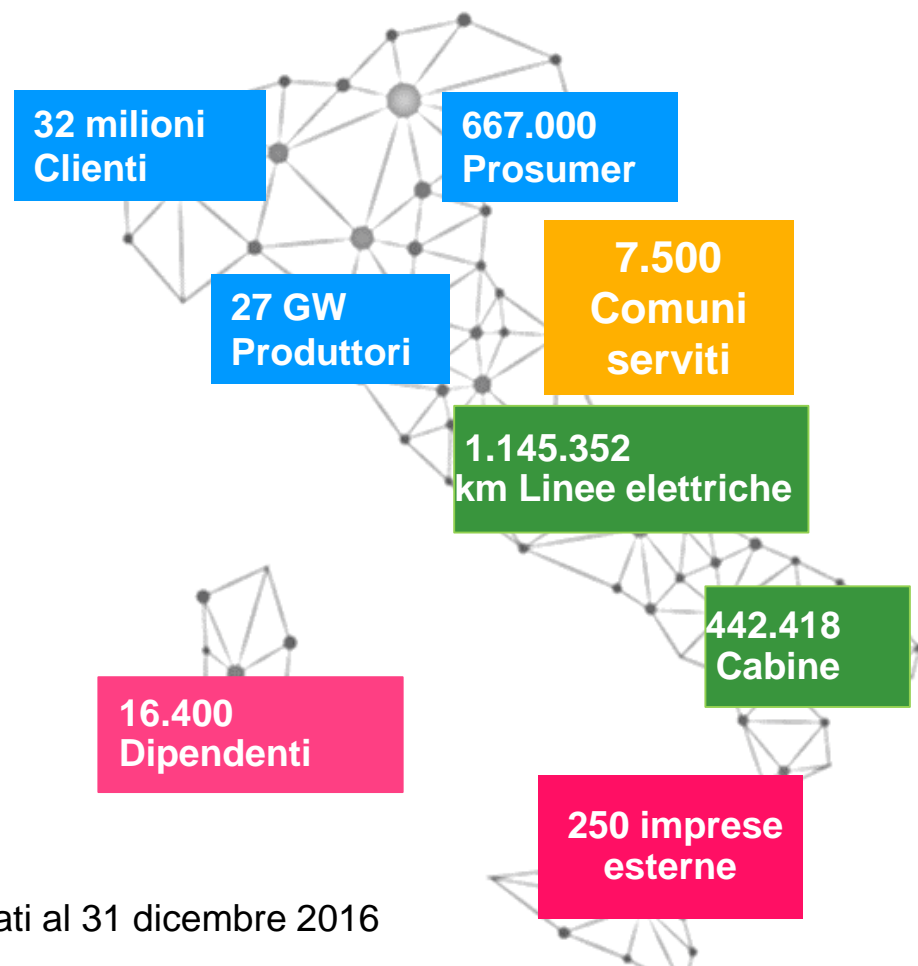 32 milioni
Clienti
667.000
Prosumer
7.500
Comuni
serviti
27 GW
Produttori
1.145.352
km Linee elettriche
442.418
Cabine
16.400
Dipendenti
250 imprese
esterne
ati al 31 dicembre 2016